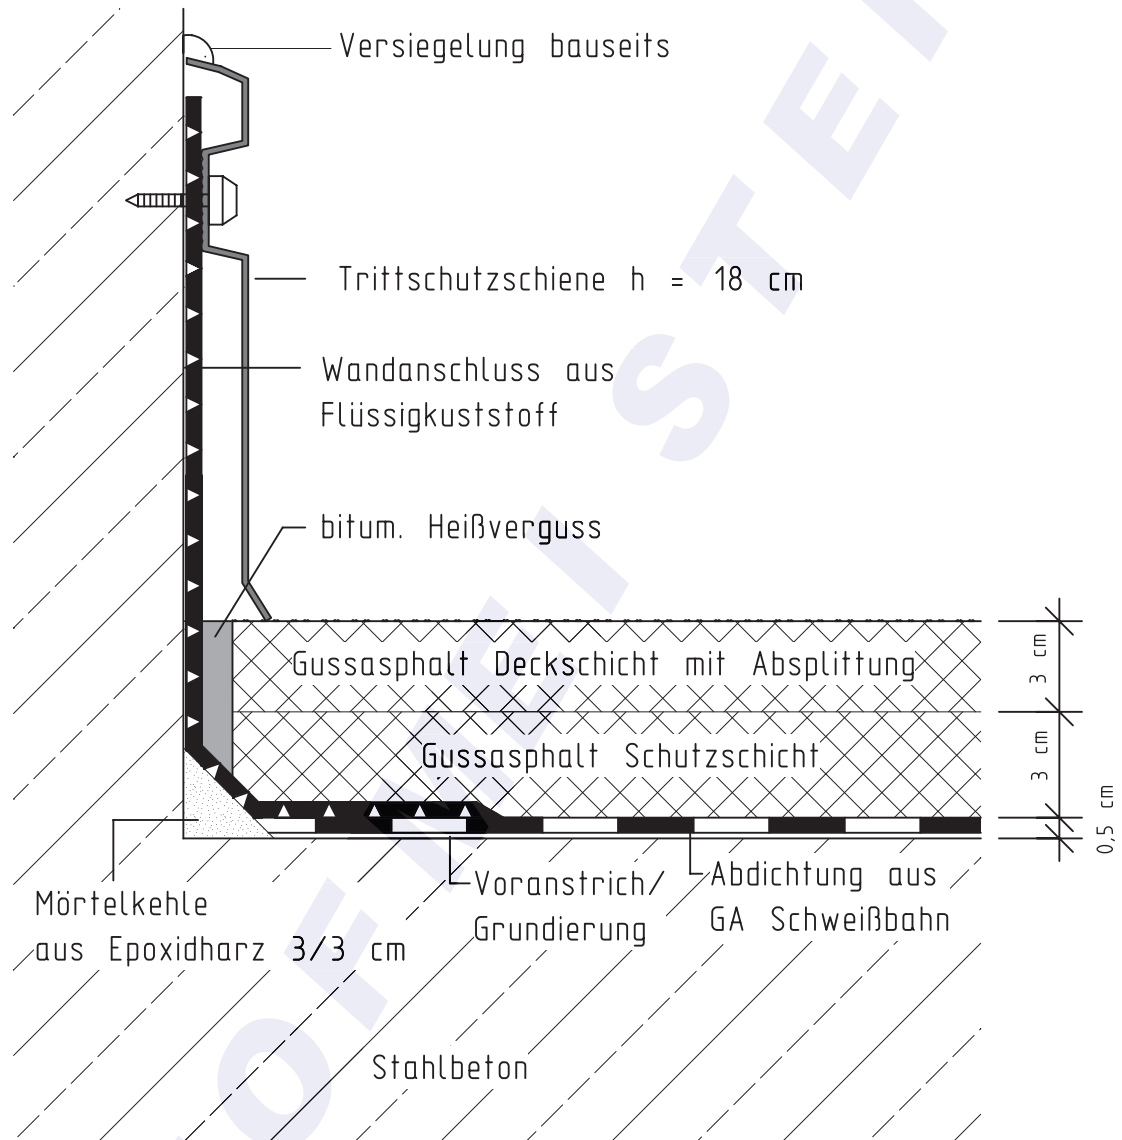 Versiegelung bauseits
Trittschutzschiene h = 18 cm
Wandanschluss aus
Flüssigkuststoff
bitum. Heißverguss
Gussasphalt Deckschicht mit Absplittung
3 cm
Gussasphalt Schutzschicht
3 cm
0,5 cm
Voranstrich/
Grundierung
Abdichtung aus
GA Schweißbahn
Mörtelkehle
aus Epoxidharz 3/3 cm
Stahlbeton
OFMEISTE